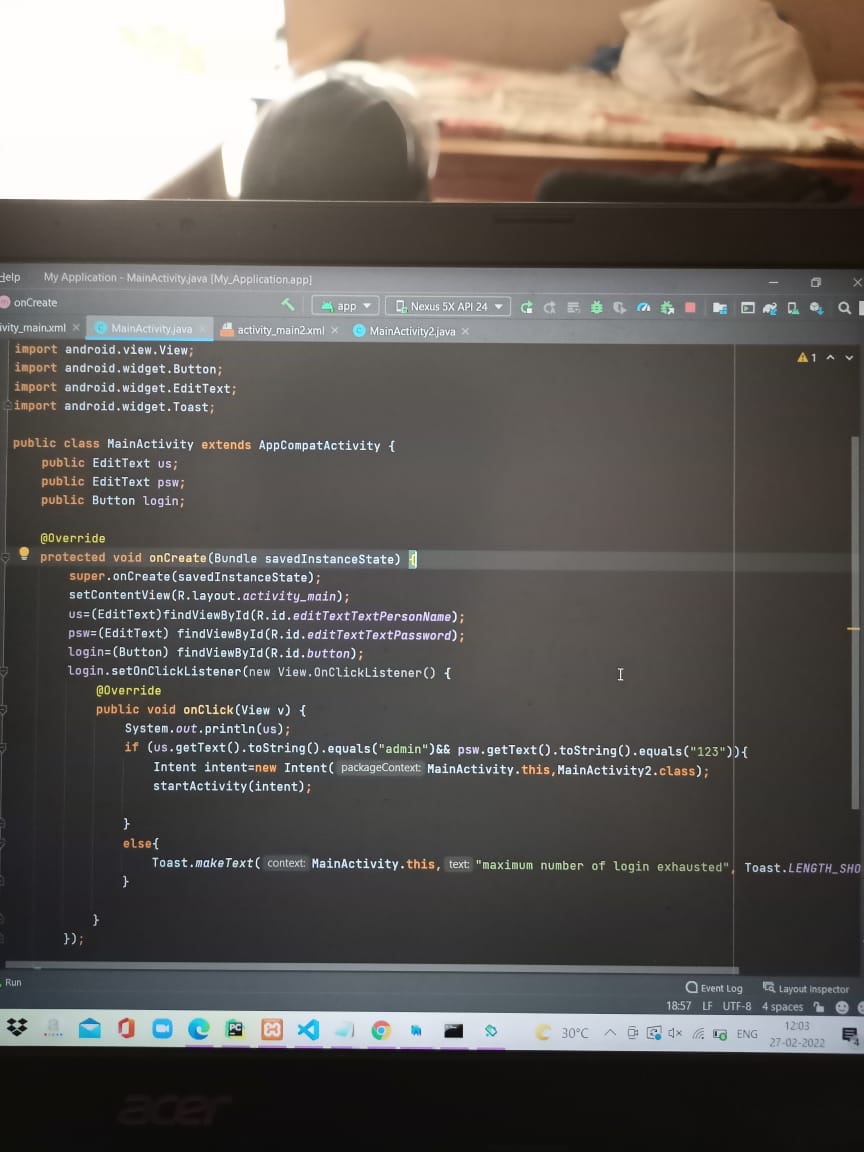 Help My Application - MainActivity.java [My_Application.app]
onCreate app Nexus 5X API 24
ivity_main.xml MainActivity.java activity_main2.xml MainActivity2.java
import android.view.View; 1
import android.widget.Button;
import android.widget.EditText;
import android.widget.Toast;
public class MainActivity extends AppCompatActivity {
public EditText us;
public EditText psw;
public Button login;
@Override
protected void onCreate(Bundle savedInstanceState) {
super.onCreate(savedInstanceState);
setContentView(R.layout.activity_main);
us=(EditText)findViewById(R.id.editTextTextPersonName);
psw=(EditText) findViewById(R.id.editTextTextPassword);
login=(Button) findViewById(R.id.button);
login.setOnClickListener(new View.OnClickListener() {
@Override
public void onClick(View v) {
System.out.println(us);
if (us.getText().toString().equals("admin")&& psw.getText().toString().equals("123")){
Intent intent=new Intent( packageContext: MainActivity.this,MainActivity2.class);
startActivity(intent);
}
else{
Toast.makeText( context: MainActivity.this, text: "maximum number of login exhausted", Toast.LENGTH_SHO
}
}
});
Run Event Log Layout Inspector
18:57 LF UTF-8 4 spaces
PC 30°C ENG 12:03
27-02-2022 4
acer